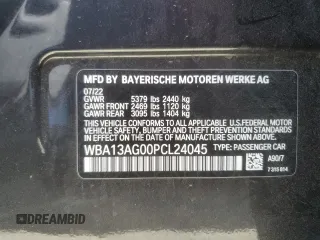 MFD BY BAYERISCHE MOTOREN WERKE AG
07/22
GVWR 5379 lbs 2440 kg
GAWR FRONT 2469 lbs 1120 kg
GAWR REAR 3095 lbs 1404 kg
THIS VEHICLE CONFORMS TO ALL APPLICABLE U.S. FEDERAL MOTOR
VEHICLE SAFETY, BUMPER, AND THEFT PREVENTION STANDARDS
IN EFFECT ON THE DATE OF MANUFACTURE SHOWN ABOVE.
WBA13AG00PCL24045 TYPE: PASSENGER CAR
A90/7
DREAMBID